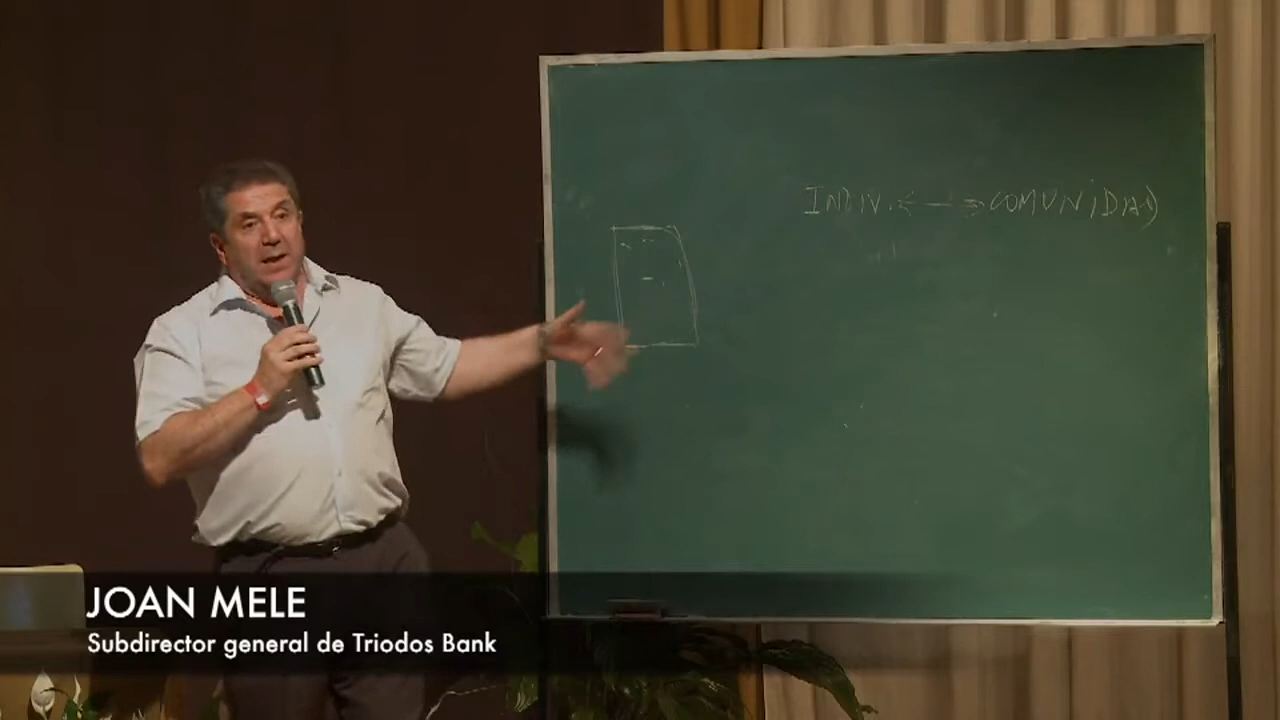 INDIV. ←→ COMUNIDAD
JOAN MELE
Subdirector general de Triodos Bank